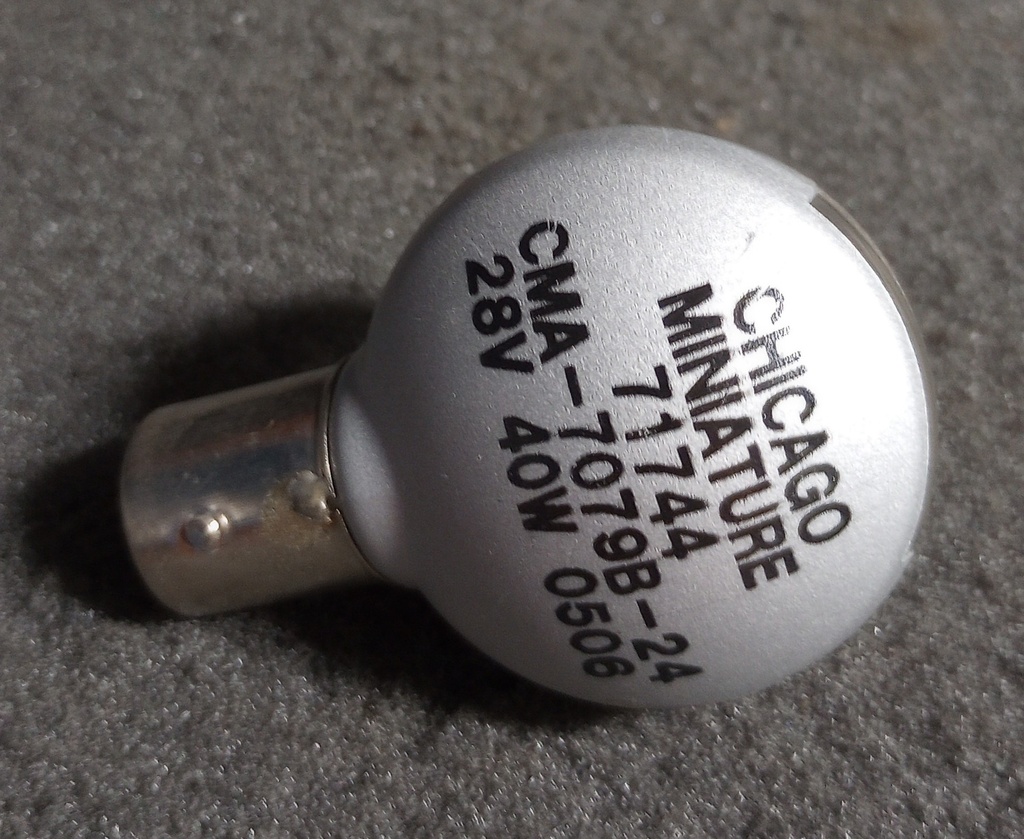 CHICAGO
MINIATURE
71744
CMA-7079B-24
28V 40W 0506